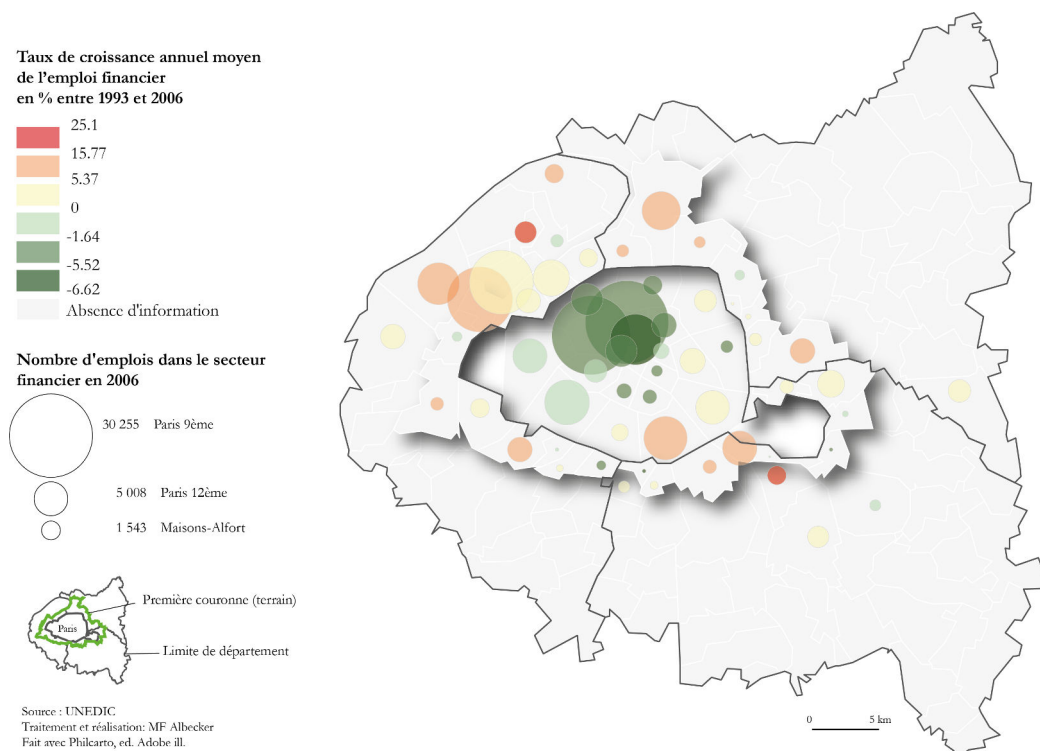 Taux de croissance annuel moyen
de l'emploi financier
en % entre 1993 et 2006
25.1
15.77
5.37
0
-1.64
-5.52
-6.62
Absence d'information
Nombre d'emplois dans le secteur
financier en 2006
30 255 Paris 9ème
5 008 Paris 12ème
1 543 Maisons-Alfort
Première couronne (terrain)
Paris
Limite de département
Source : UNEDIC
Traitement et réalisation: MF Albecker
Fait avec Philcarto, ed. Adobe ill.
0 5 km